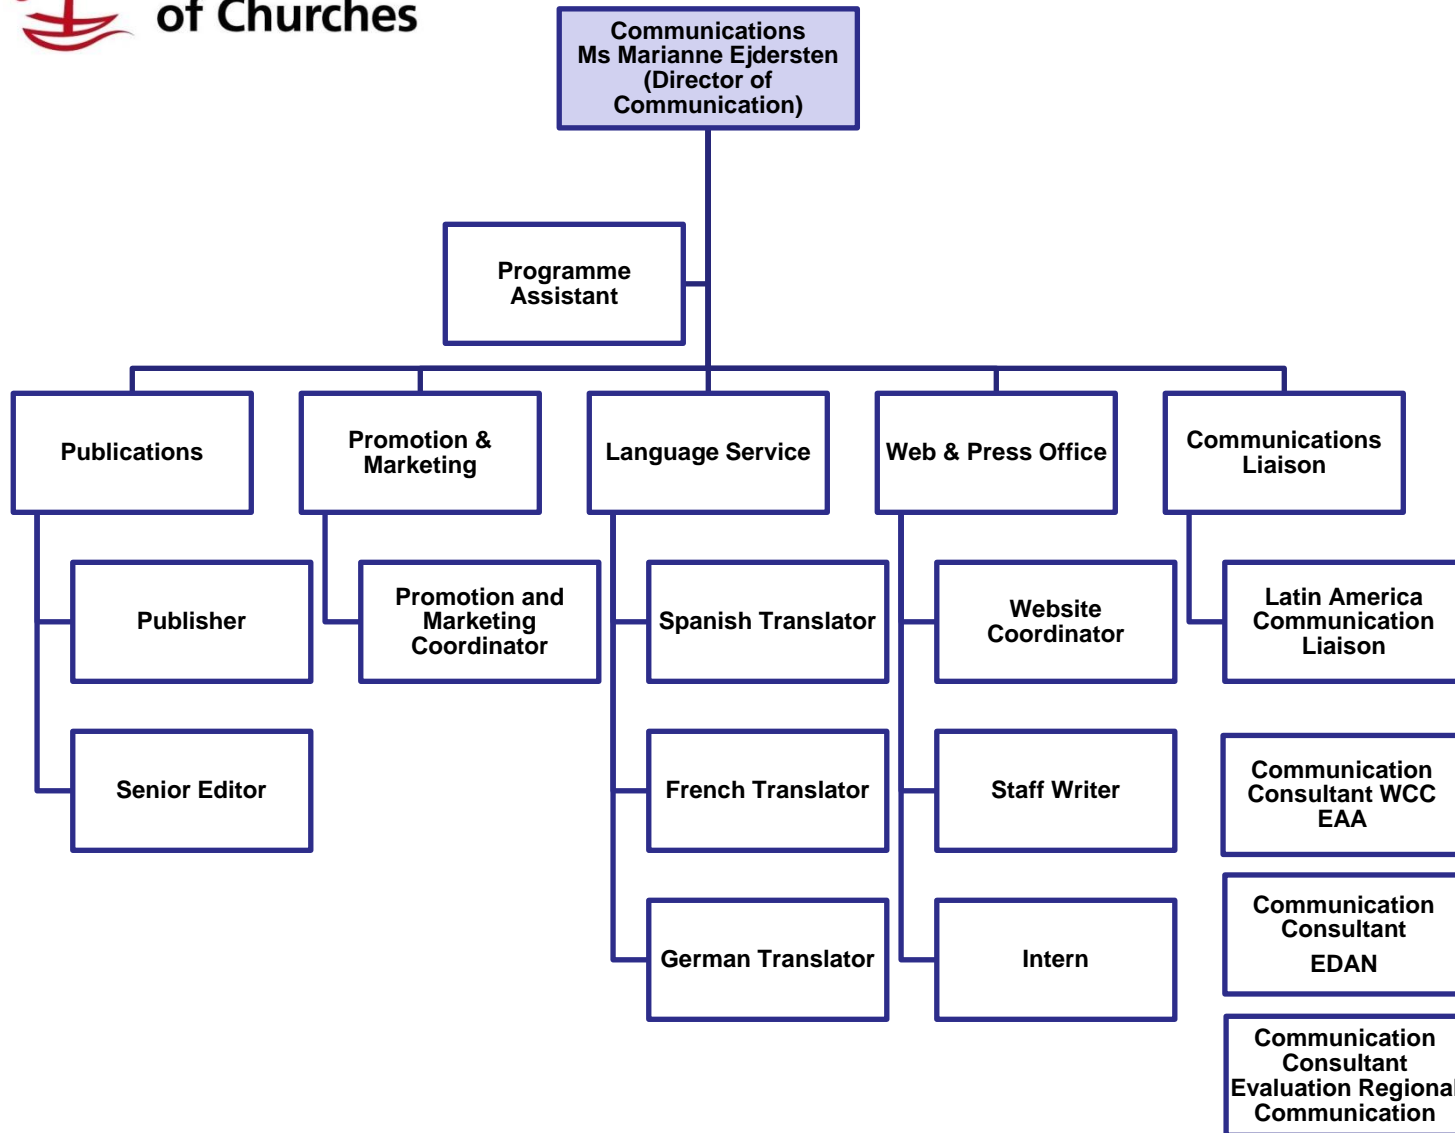 of Churches
Communications
Ms Marianne Ejdersten
(Director of
Communication)
Programme
Assistant
Publications
Promotion &
Marketing
Language Service
Web & Press Office
Communications
Liaison
Publisher
Promotion and
Marketing
Coordinator
Spanish Translator
Website
Coordinator
Latin America
Communication
Liaison
Senior Editor
French Translator
Staff Writer
Communication
Consultant WCC
EAA
German Translator
Intern
Communication
Consultant
EDAN
Communication
Consultant
Evaluation Regional
Communication